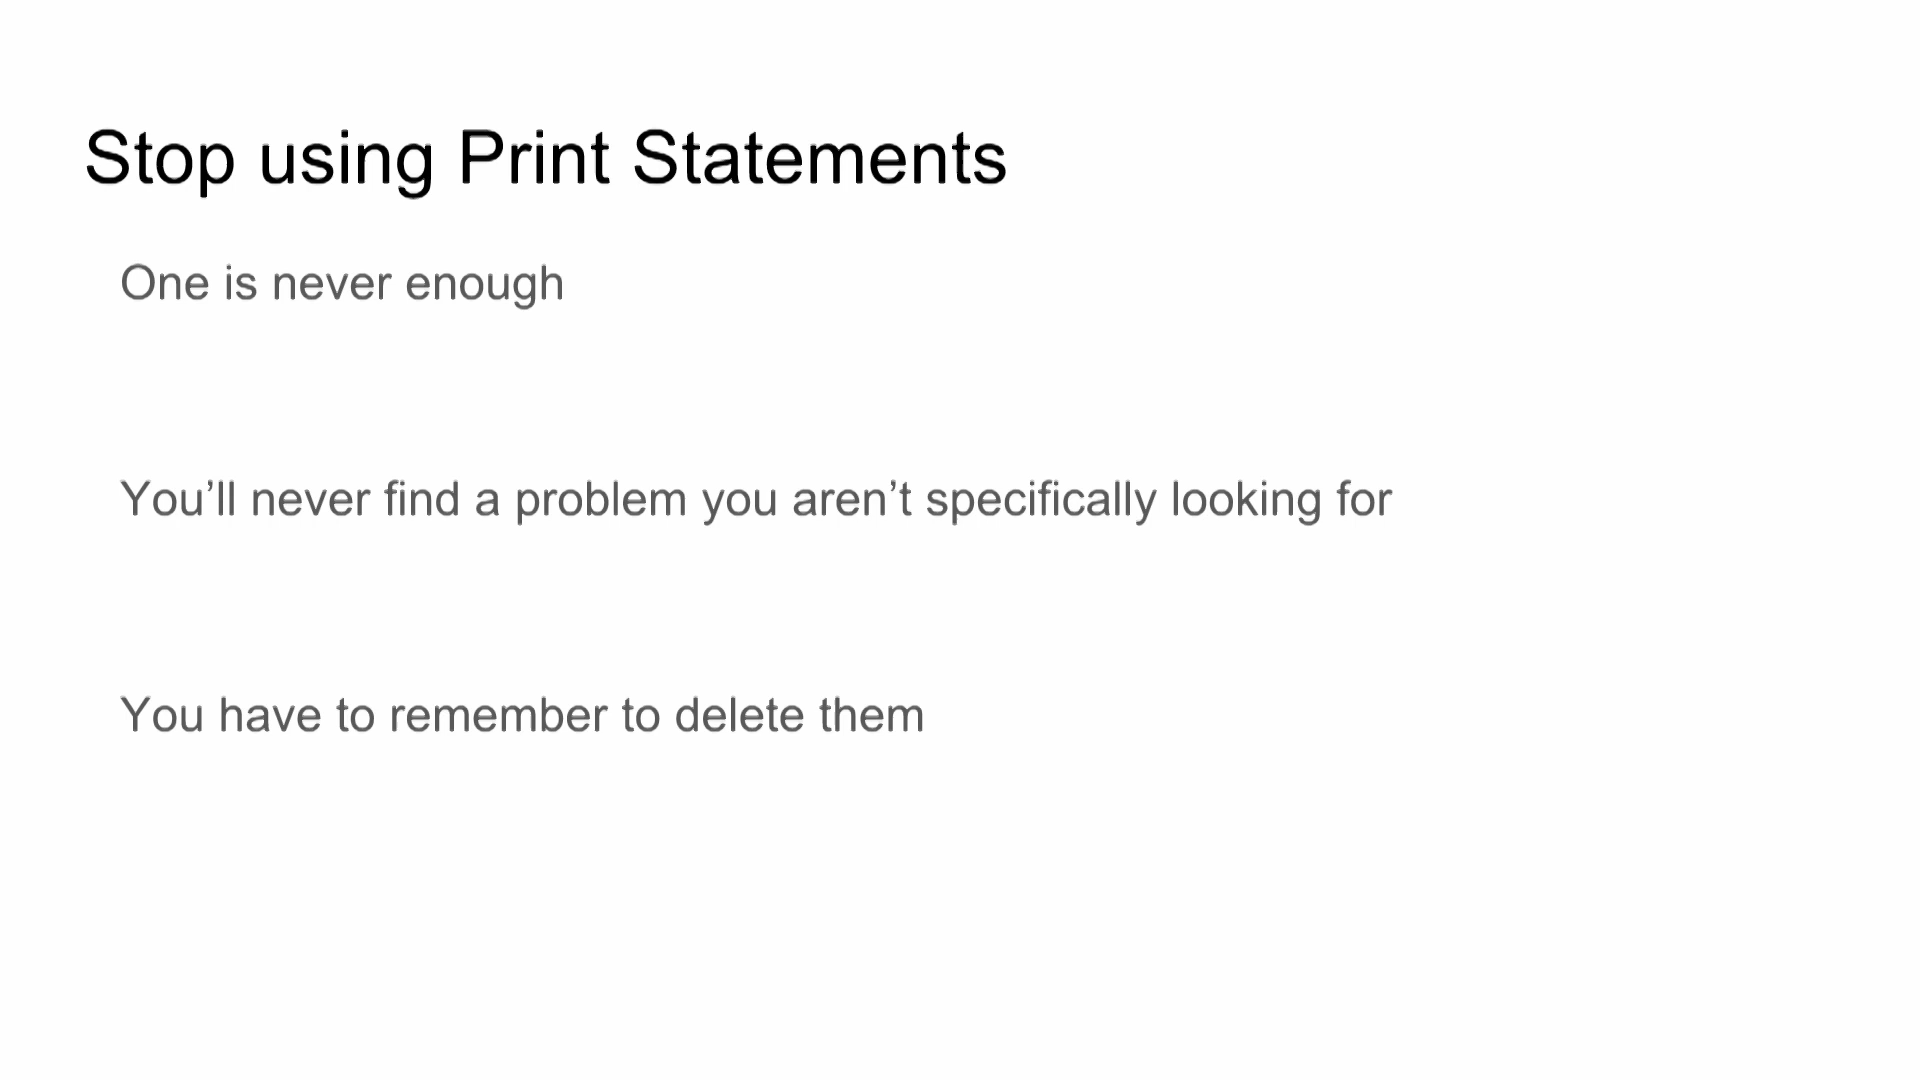 Stop using Print Statements
One is never enough
You’ll never find a problem you aren’t specifically looking for
You have to remember to delete them